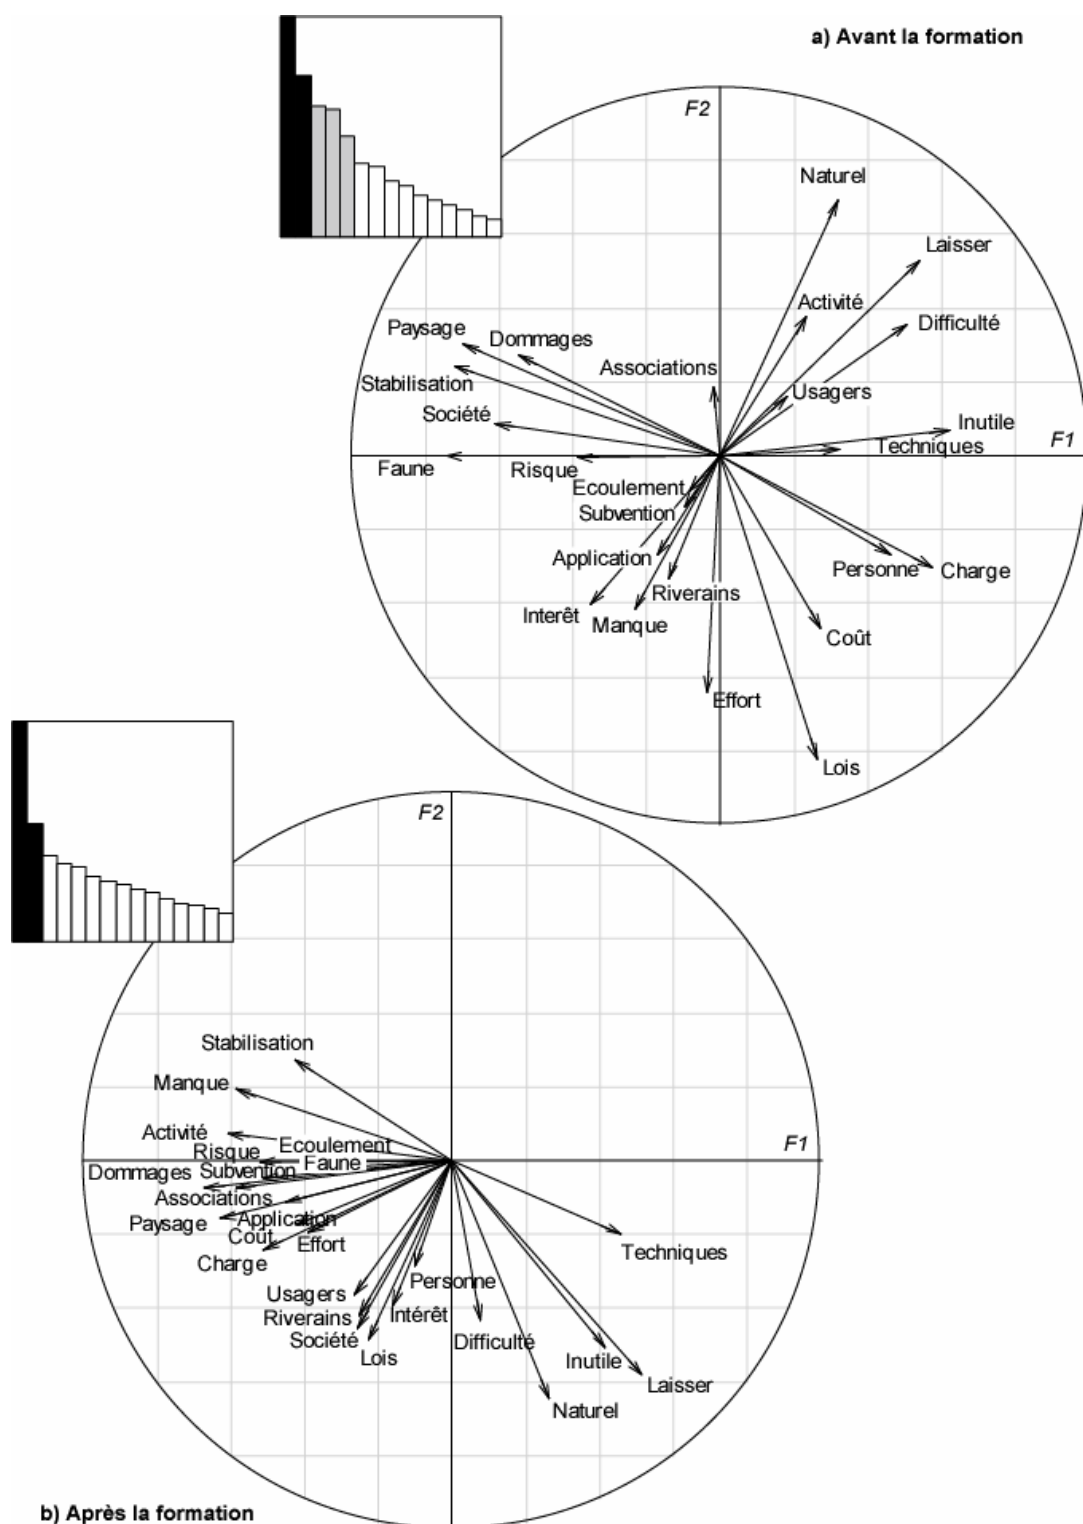 a) Avant la formation
F2
Naturel
Laisser
Activité
Difficulté
Paysage
Dommages
Associations
Stabilisation
Usagers
Société
Inutile
Techniques
F1
Faune
Risque
Ecoulement
Subvention
Application
Personne
Charge
Riverains
Interêt
Manque
Coût
Effort
Lois
F2
Stabilisation
Manque
Activité
Ecoulement
F1
Risque
Faune
Dommages
Subvention
Associations
Paysage
Application
Coût
Effort
Techniques
Charge
Personne
Usagers
Intérêt
Riverains
Société
Difficulté
Lois
Inutile
Laisser
Naturel
b) Après la formation